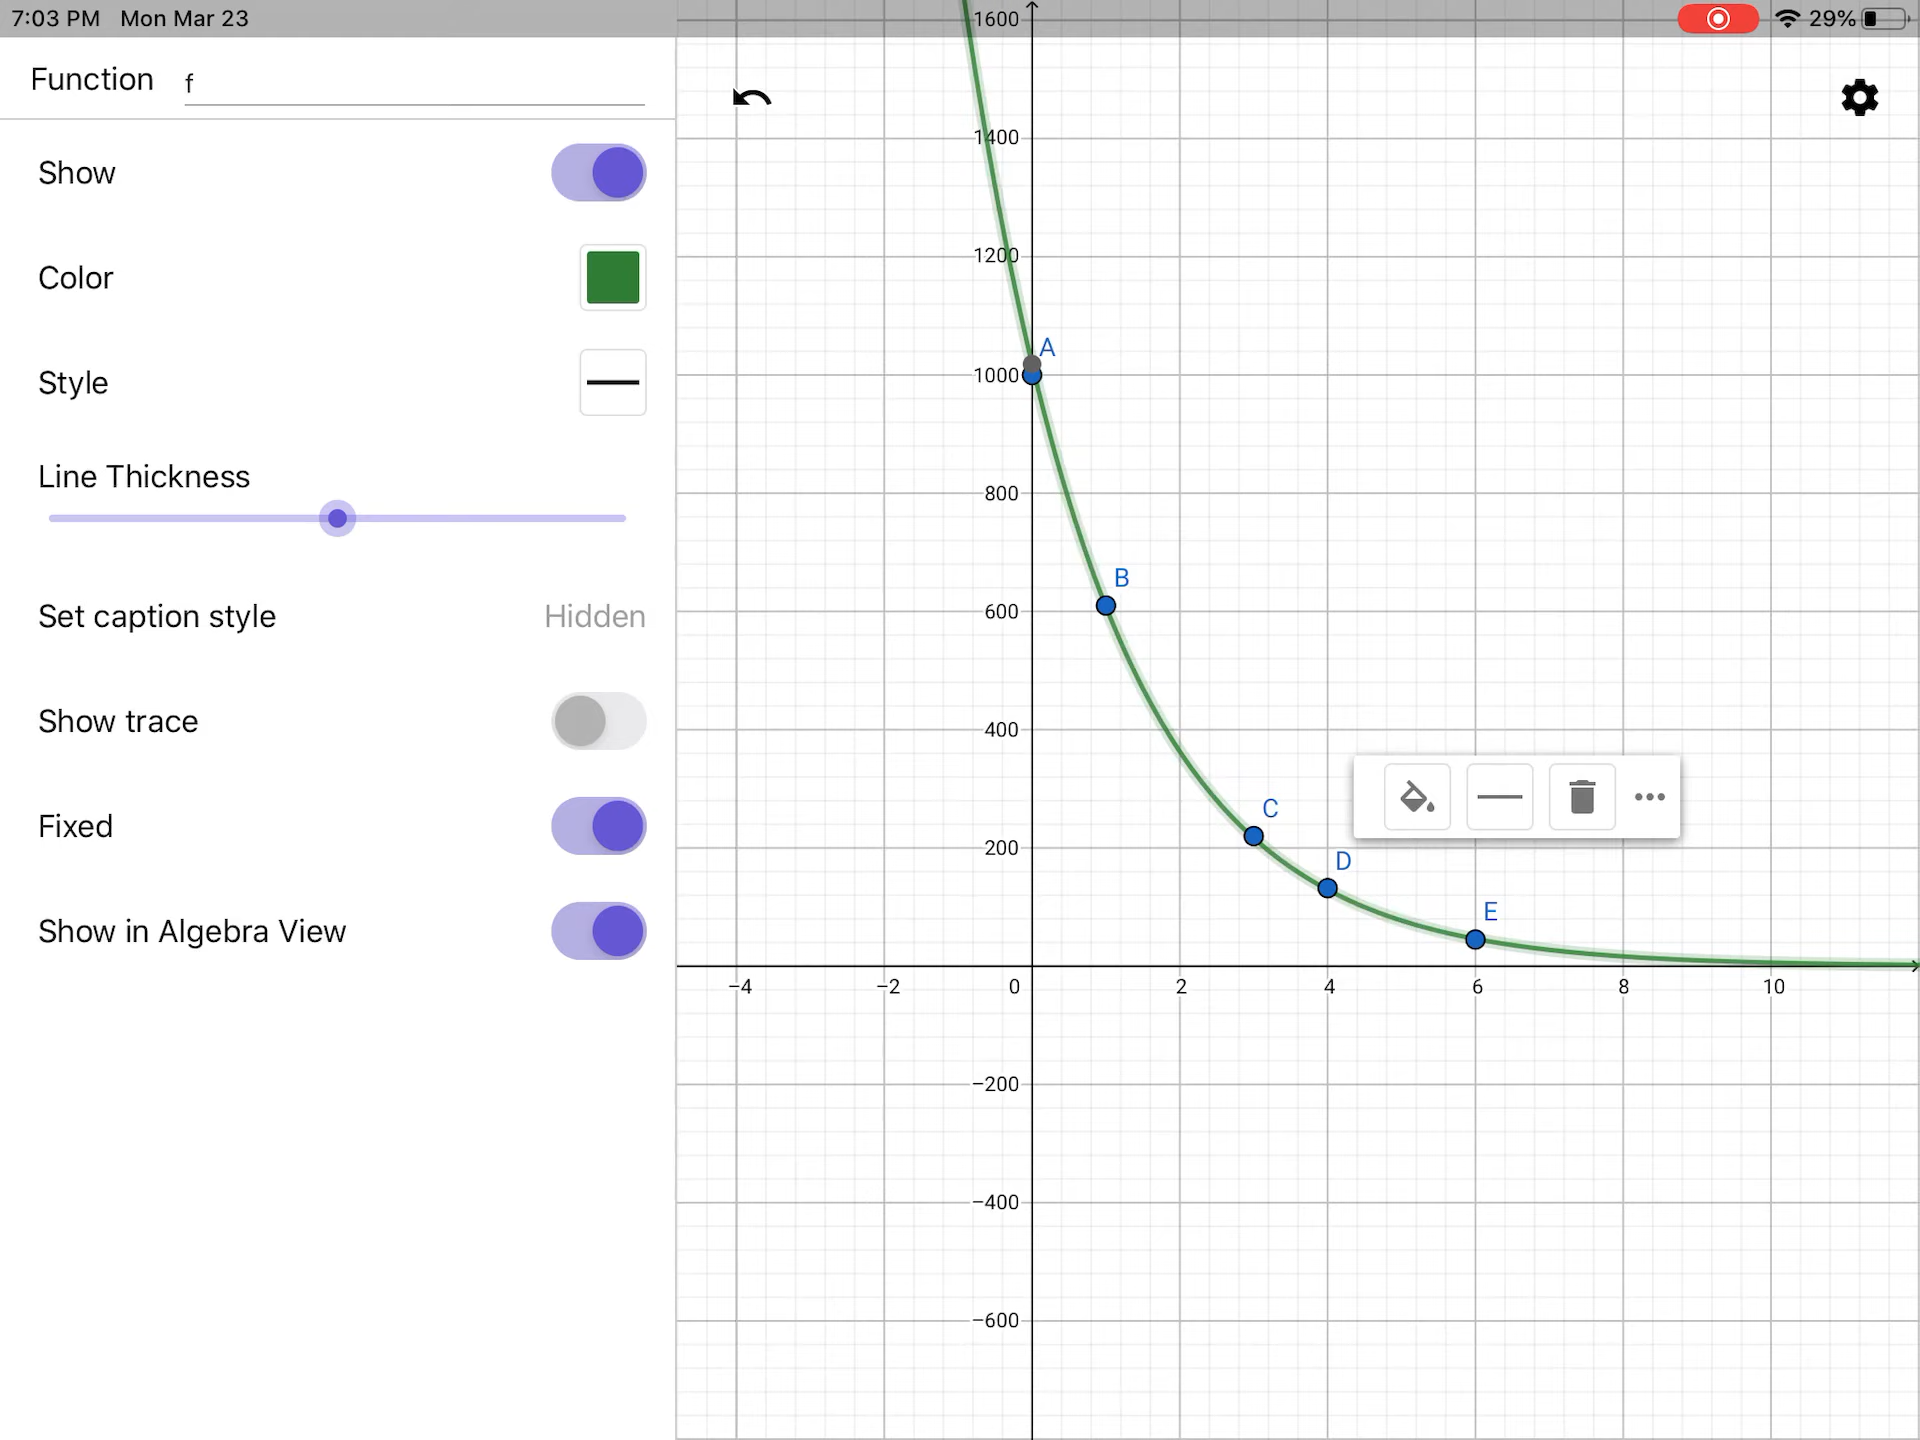 7:03 PM Mon Mar 23
29%
Function f
Show
Color
Style
Line Thickness
Set caption style Hidden
Show trace
Fixed
Show in Algebra View
1600
1400
1200
1000
800
600
400
200
−200
−400
−600
−4 −2 0 2 4 6 8 10
A
B
C
D
E